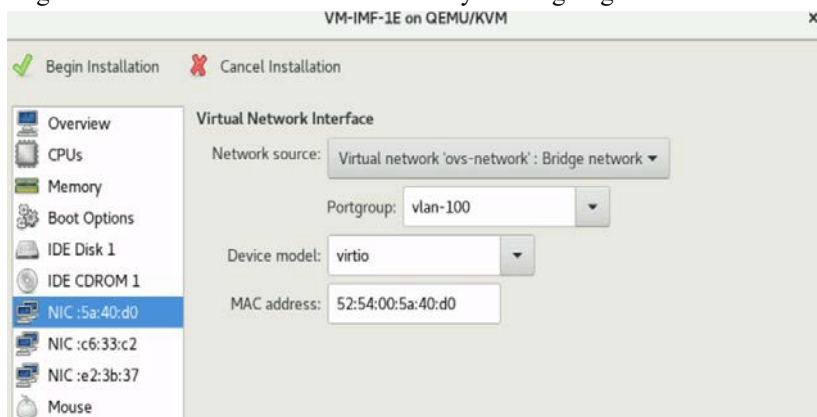 VM-IMF-1E on QEMU/KVM x
Begin Installation Cancel Installation
Overview
CPUs
Memory
Boot Options
IDE Disk 1
IDE CDROM 1
NIC :5a:40:d0
NIC :c6:33:c2
NIC :e2:3b:37
Mouse
Virtual Network Interface
Network source: Virtual network 'ovs-network' : Bridge network
Portgroup: vlan-100
Device model: virtio
MAC address: 52:54:00:5a:40:d0